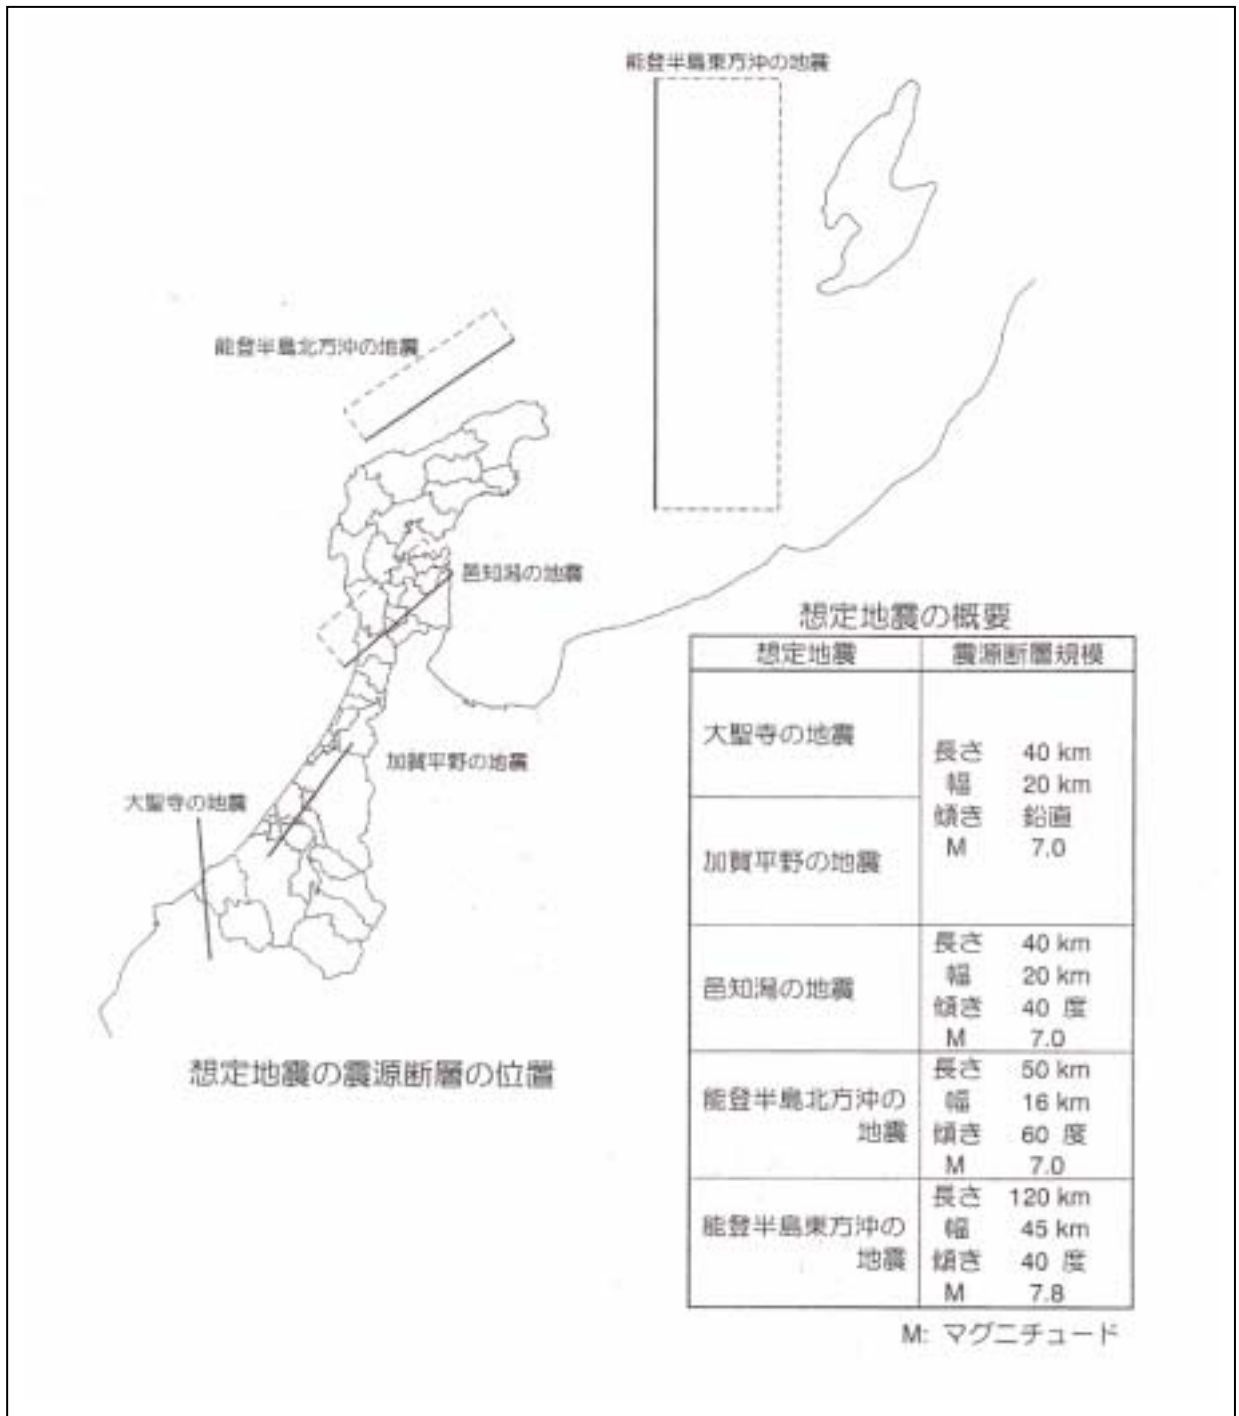 能登半島東方沖の地震
能登半島北方沖の地震
邑知潟の地震
加賀平野の地震
大聖寺の地震
想定地震の震源断層の位置
想定地震の概要
想定地震 震源断層規模
大聖寺の地震
加賀平野の地震
長さ 40 km
幅 20 km
傾き 鉛直
M 7.0
邑知潟の地震
長さ 40 km
幅 20 km
傾き 40 度
M 7.0
能登半島北方沖の
地震
長さ 50 km
幅 16 km
傾き 60 度
M 7.0
能登半島東方沖の
地震
長さ 120 km
幅 45 km
傾き 40 度
M 7.8
M: マグニチュード